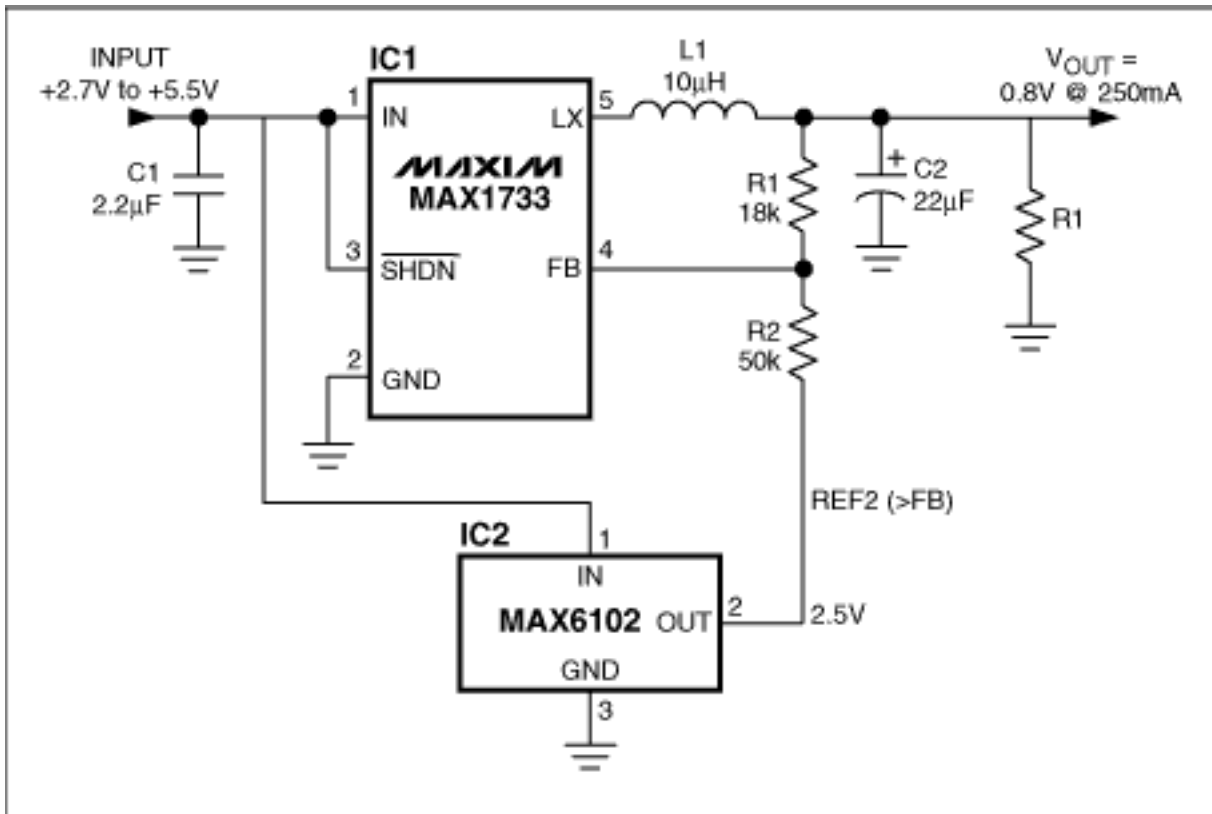 INPUT
+2.7V to +5.5V
C1
2.2μF
IC1
1
IN
LX
5
MAXIM
MAX1733
3
SHDN
FB
4
2
GND
L1
10μH
VOUT =
0.8V @ 250mA
R1
18k
+
C2
22μF
R1
R2
50k
REF2 (>FB)
IC2
1
IN
MAX6102
OUT
2
2.5V
GND
3